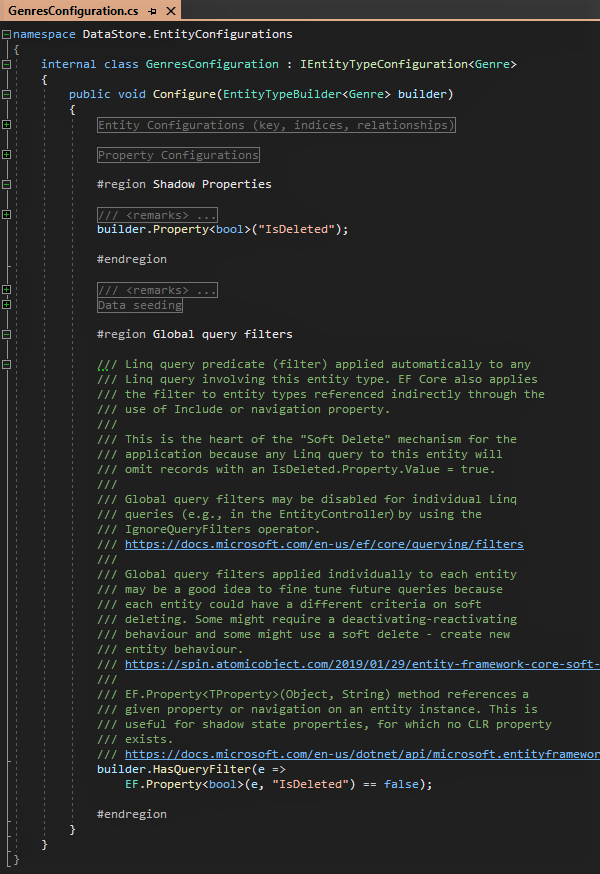 GenresConfiguration.cs
namespace DataStore.EntityConfigurations
{
internal class GenresConfiguration : IEntityTypeConfiguration<Genre>
{
public void Configure(EntityTypeBuilder<Genre> builder)
{
Entity Configurations (key, indices, relationships)
Property Configurations
#region Shadow Properties
/// <remarks> ...
builder.Property<bool>("IsDeleted");
#endregion
/// <remarks> ...
Data seeding
#region Global query filters
/// Linq query predicate (filter) applied automatically to any
/// Linq query involving this entity type. EF Core also applies
/// the filter to entity types referenced indirectly through the
/// use of Include or navigation property.
///
/// This is the heart of the "Soft Delete" mechanism for the
/// application because any Linq query to this entity will
/// omit records with an IsDeleted.Property.Value = true.
///
/// Global query filters may be disabled for individual Linq
/// queries (e.g., in the EntityController) by using the
/// IgnoreQueryFilters operator.
/// https://docs.microsoft.com/en-us/ef/core/querying/filters
///
/// Global query filters applied individually to each entity
/// may be a good idea to fine tune future queries because
/// each entity could have a different criteria on soft
/// deleting. Some might require a deactivating-reactivating
/// behaviour and some might use a soft delete - create new
/// entity behaviour.
/// https://spin.atomicobject.com/2019/01/29/entity-framework-core-soft-
///
/// EF.Property<TProperty>(Object, String) method references a
/// given property or navigation on an entity instance. This is
/// useful for shadow state properties, for which no CLR property
/// exists.
/// https://docs.microsoft.com/en-us/dotnet/api/microsoft.entityframewor
builder.HasQueryFilter(e =>
EF.Property<bool>(e, "IsDeleted") == false);
#endregion
}
}
}